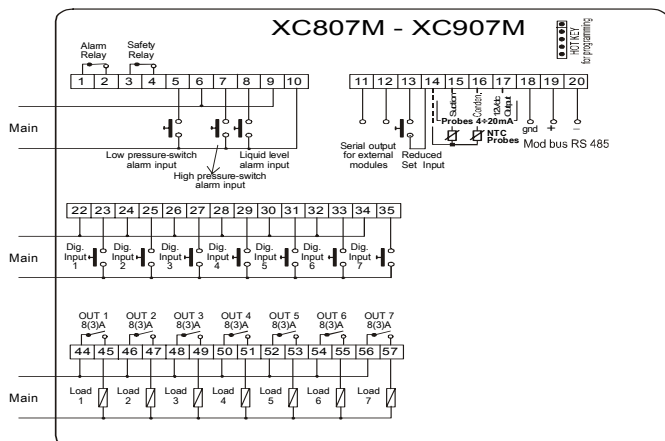 XC807M - XC907M
HOT KEY
for programming
Alarm
Relay
Safety
Relay
1 2 3 4 5 6 7 8 9 10
11 12 13 14 15 16 17 18 19 20
Suction
Conden.
12Vdc
Output
Probes 4÷20mA
NTC
Probes
gnd + –
Mod bus RS 485
Main
Low pressure-switch
alarm input
High pressure-switch
alarm input
Liquid level
alarm input
Serial output
for external
modules
Reduced
Set Input
22 23 24 25 26 27 28 29 30 31 32 33 34 35
Main
Dig.
Input
1
Dig.
Input
2
Dig.
Input
3
Dig.
Input
4
Dig.
Input
5
Dig.
Input
6
Dig.
Input
7
OUT 1
8(3)A
OUT 2
8(3)A
OUT 3
8(3)A
OUT 4
8(3)A
OUT 5
8(3)A
OUT 6
8(3)A
OUT 7
8(3)A
44 45 46 47 48 49 50 51 52 53 54 55 56 57
Main
Load
1
Load
2
Load
3
Load
4
Load
5
Load
6
Load
7